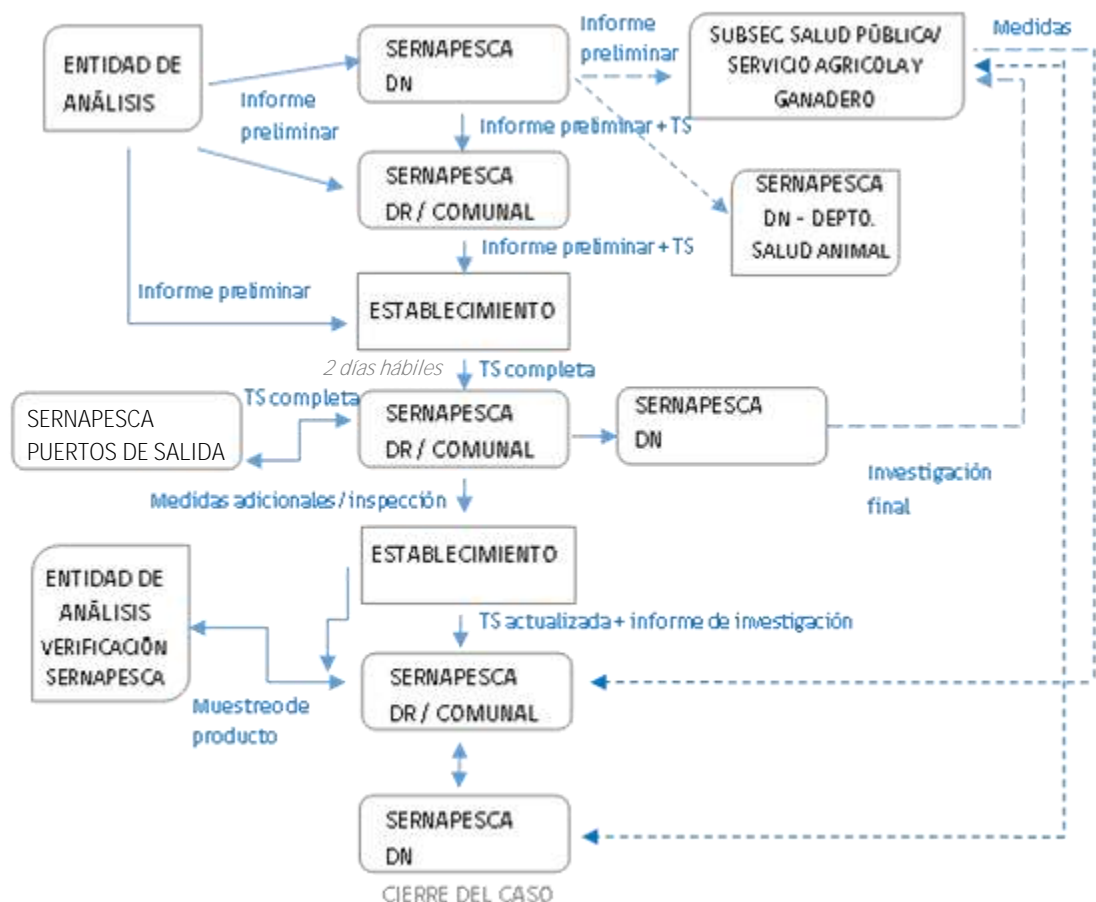 ENTIDAD DE
ANÁLISIS
SERNAPESCA
DN
Informe
preliminar
SUBSEC. SALUD PÚBLICA/
SERVICIO AGRICOLA Y
GANADERO
Medidas
Informe
preliminar
Informe preliminar + TS
SERNAPESCA
DR / COMUNAL
SERNAPESCA
DN - DEPTO.
SALUD ANIMAL
Informe preliminar + TS
Informe preliminar
ESTABLECIMIENTO
2 días hábiles
TS completa
TS completa
SERNAPESCA
PUERTOS DE SALIDA
SERNAPESCA
DR / COMUNAL
SERNAPESCA
DN
Investigación
final
Medidas adicionales / inspección
ESTABLECIMIENTO
ENTIDAD DE
ANÁLISIS
VERIFICACIÓN
SERNAPESCA
TS actualizada + informe de investigación
SERNAPESCA
DR / COMUNAL
Muestreo de
producto
SERNAPESCA
DN
CIERRE DEL CASO